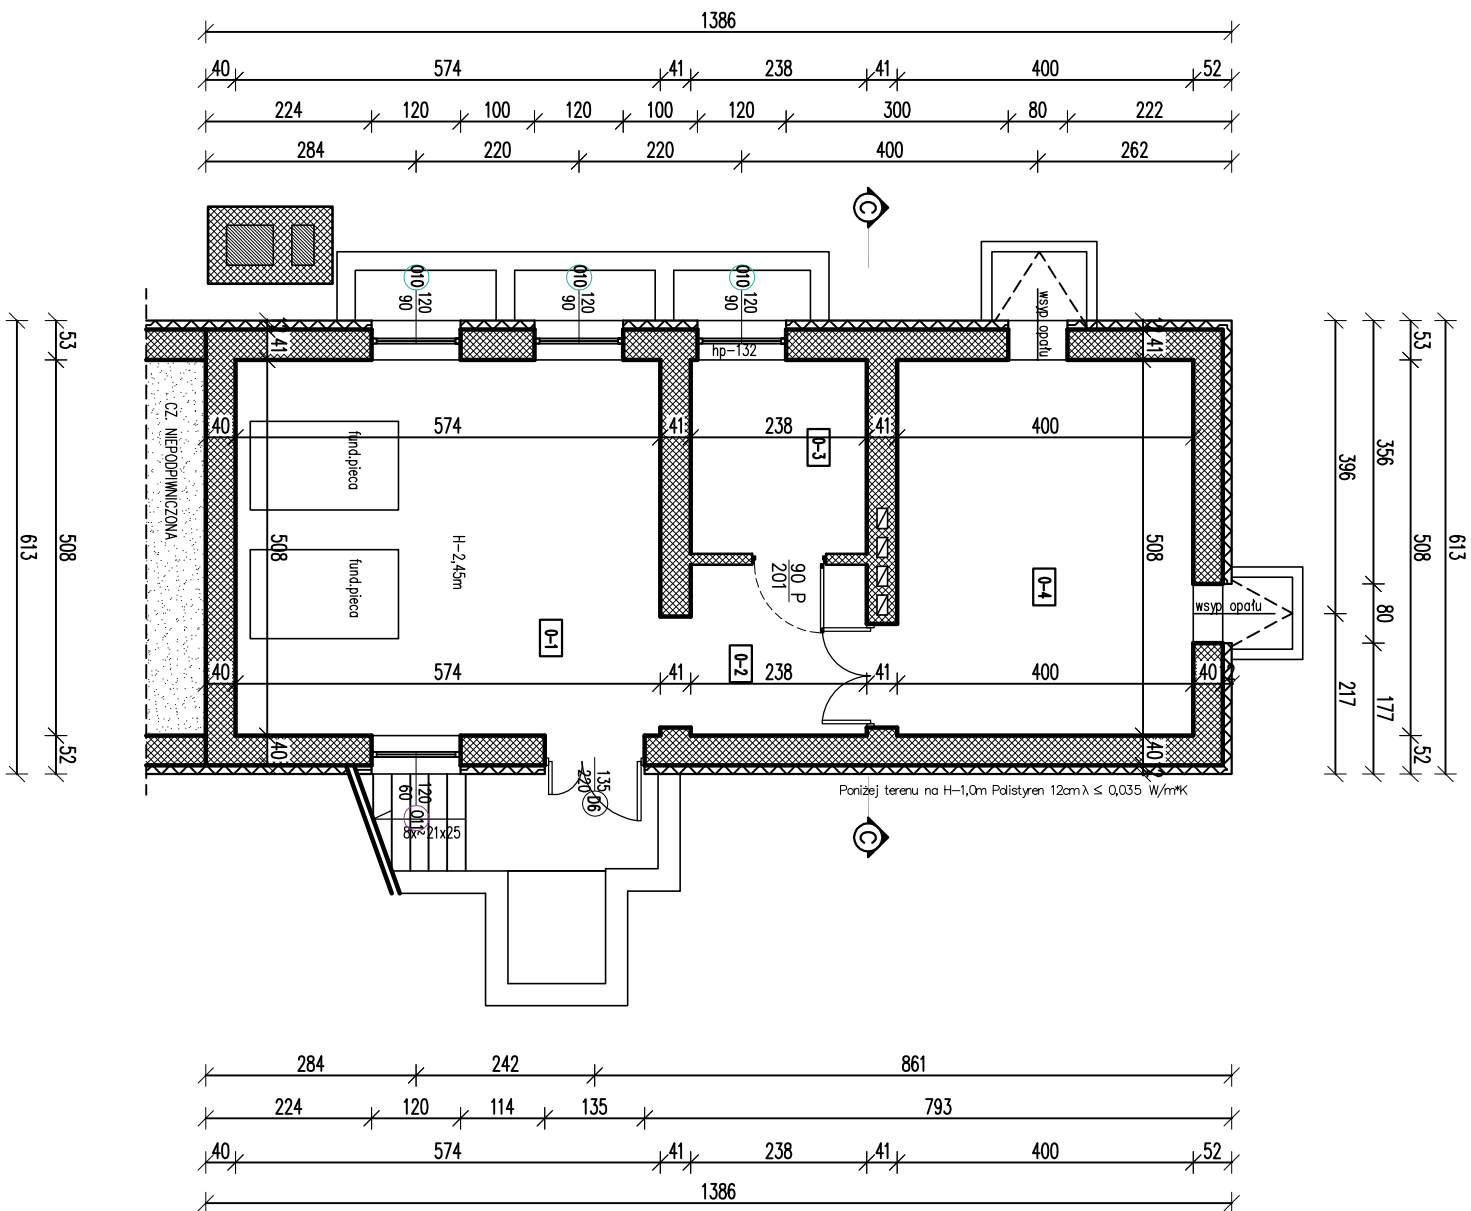 1386
40 574 41 238 41 400 52
224 120 100 120 100 120 300 80 222
284 220 220 400 262
C
O10 120
90
O10 120
90
O10 120
90
hp-132
wsyp opału
41
41
53
508
52
613
CZ. NIEPODPIWNICZONA
40 574 41 238 41 400
fund.pieca
fund.pieca
508
H-2,45m
0-3
90 P
201
508
0-4
wsyp opału
0-1
0-2
40 574 41 238 41 400 40
40
40
53
508
52
613
356
80
177
396
217
135
220
D6
120
60
8x 21x25
Poniżej terenu na H-1,0m Polistyren 12cm λ ≤ 0,035 W/m*K
C
284 242 861
224 120 114 135 793
40 574 41 238 41 400 52
1386